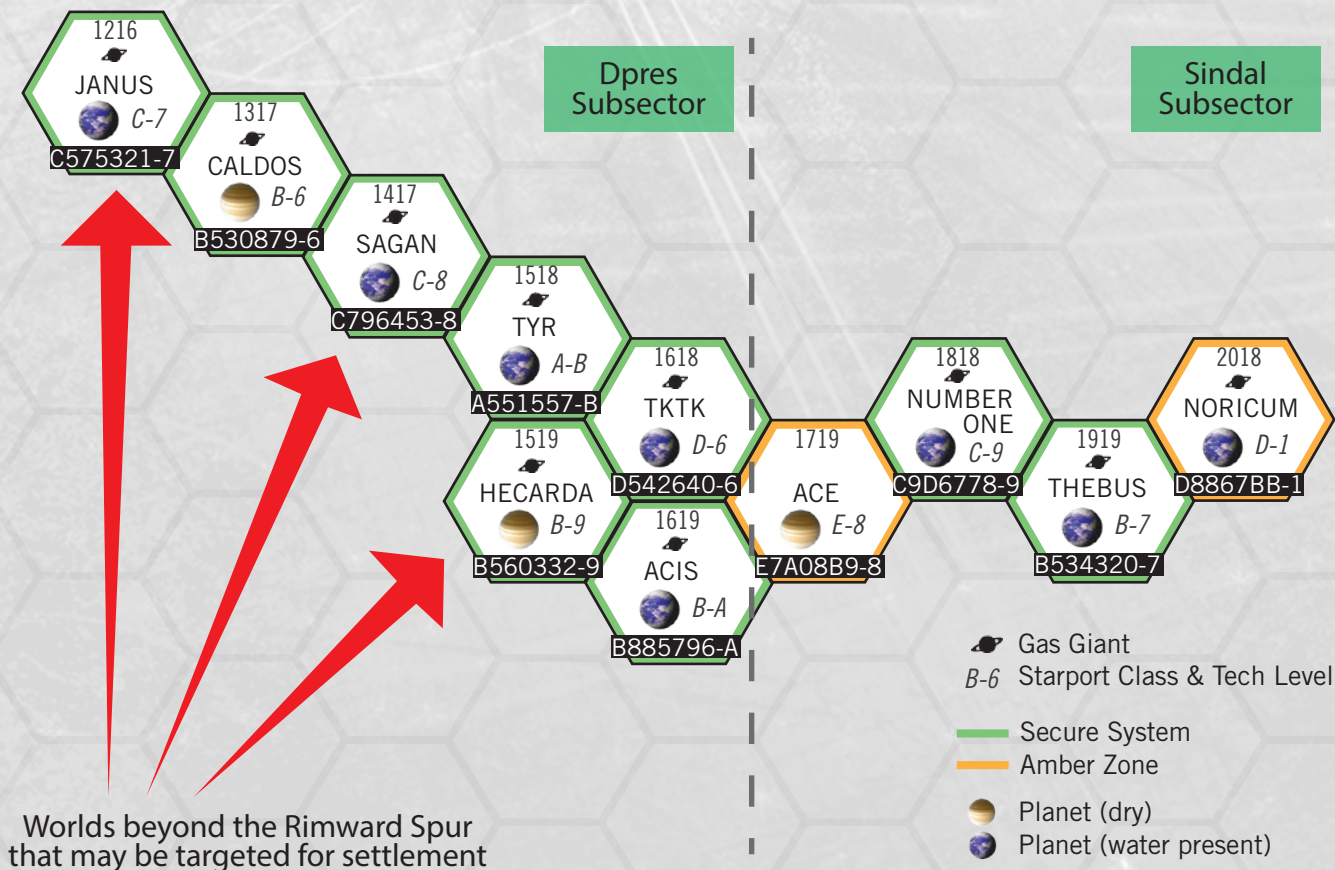 1216
JANUS
C-7
C575321-7
1317
CALDOS
B-6
B530879-6
1417
SAGAN
C-8
C796453-8
1518
TYR
A-B
A551557-B
1519
HECARDA
B-9
B560332-9
1618
TKTK
D-6
D542640-6
1619
ACIS
B-A
B885796-A
Dpres
Subsector
Sindal
Subsector
1719
ACE
E-8
E7A08B9-8
1818
NUMBER
ONE
C-9
C9D6778-9
1919
THEBUS
B-7
B534320-7
2018
NORICUM
D-1
D8867BB-1
Worlds beyond the Rimward Spur
that may be targeted for settlement
Gas Giant
B-6 Starport Class & Tech Level
Secure System
Amber Zone
Planet (dry)
Planet (water present)